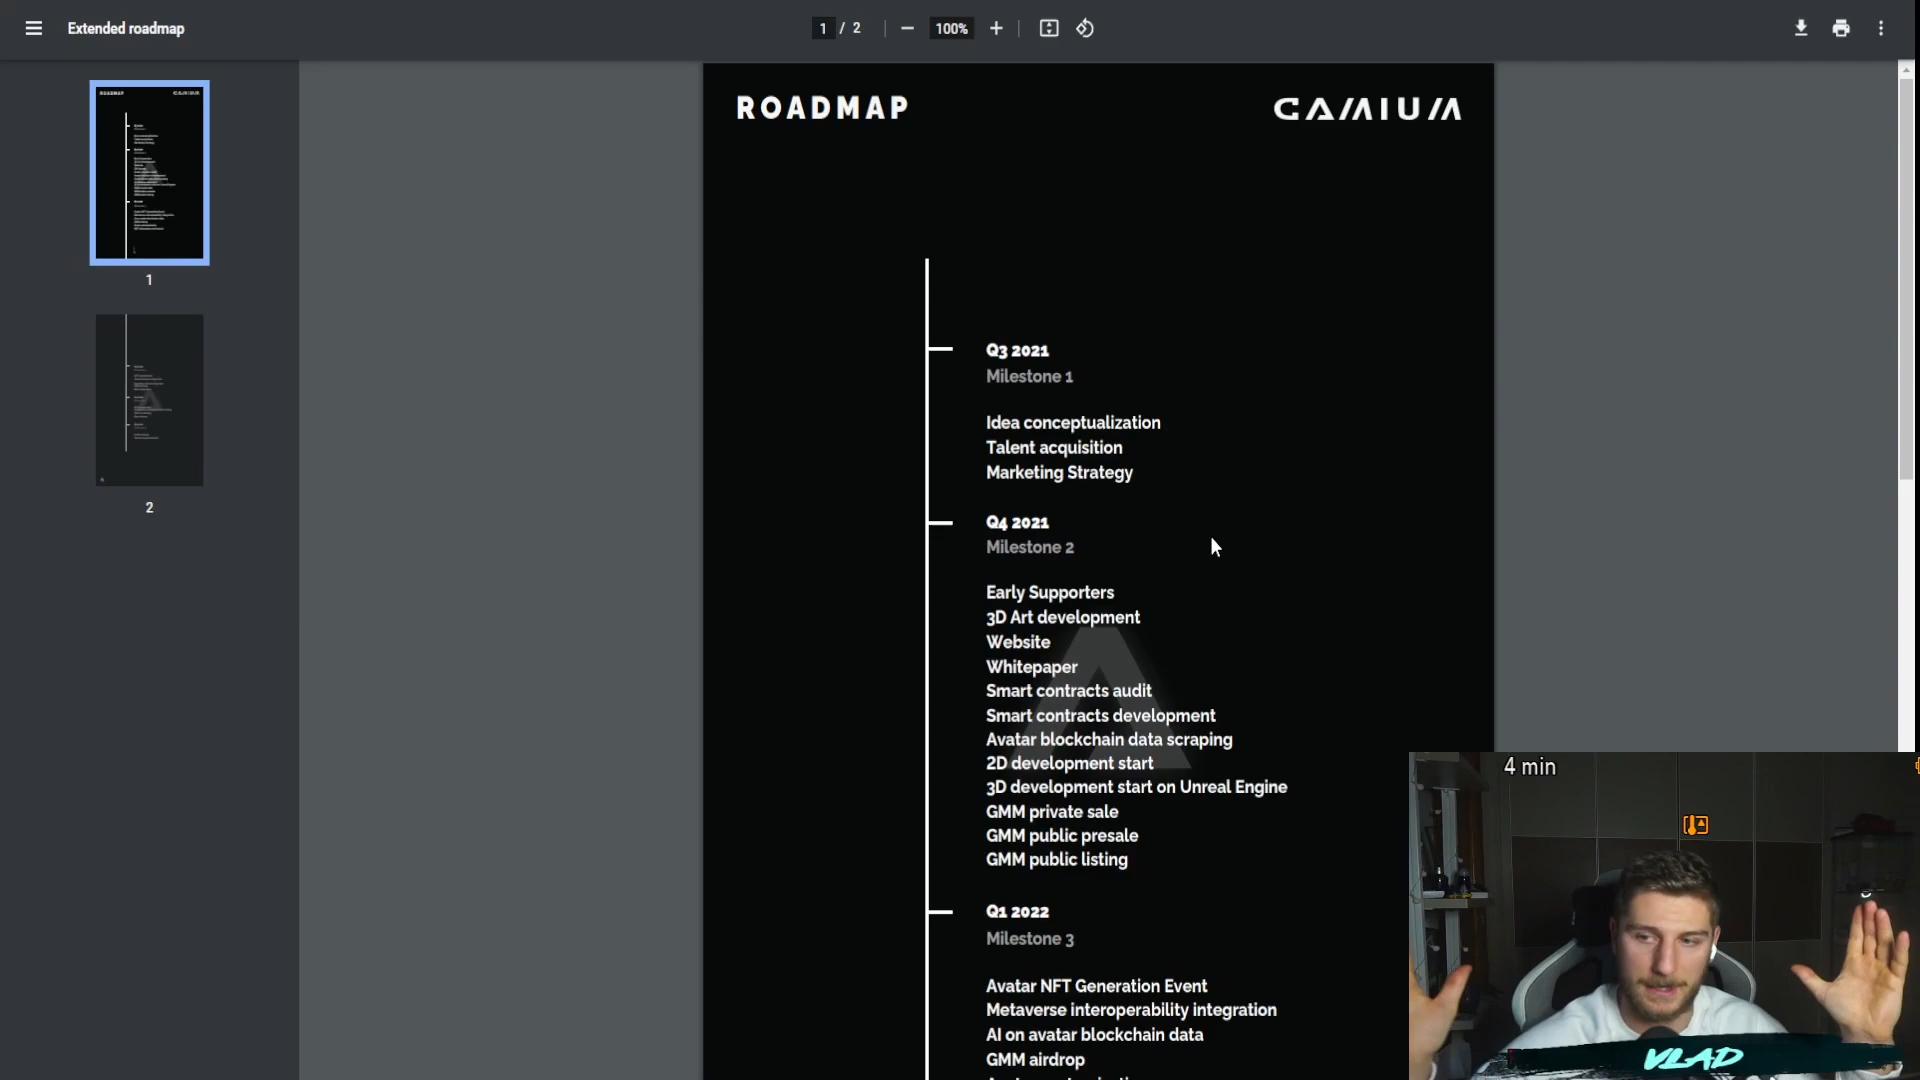 Extended roadmap
1 / 2
100%
ROADMAP
GAMIUM
Q3 2021
Milestone 1
Idea conceptualization
Talent acquisition
Marketing Strategy
Q4 2021
Milestone 2
Early Supporters
3D Art development
Website
Whitepaper
Smart contracts audit
Smart contracts development
Avatar blockchain data scraping
2D development start
3D development start on Unreal Engine
GMM private sale
GMM public presale
GMM public listing
Q1 2022
Milestone 3
Avatar NFT Generation Event
Metaverse interoperability integration
AI on avatar blockchain data
GMM airdrop
1
2
4 min
VLAD